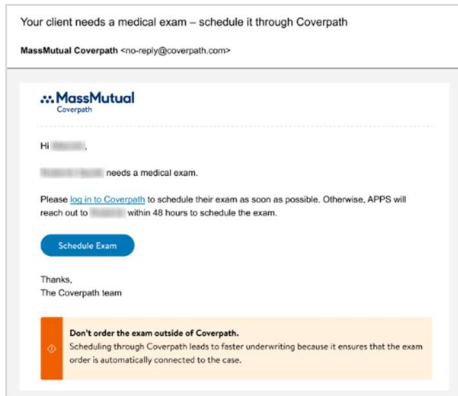 Your client needs a medical exam – schedule it through Coverpath
MassMutual Coverpath <no-reply@coverpath.com>
MassMutual
Coverpath
Hi ,
needs a medical exam.
Please log in to Coverpath to schedule their exam as soon as possible. Otherwise, APPS will
reach out to within 48 hours to schedule the exam.
Schedule Exam
Thanks,
The Coverpath team
Don't order the exam outside of Coverpath.
Scheduling through Coverpath leads to faster underwriting because it ensures that the exam
order is automatically connected to the case.